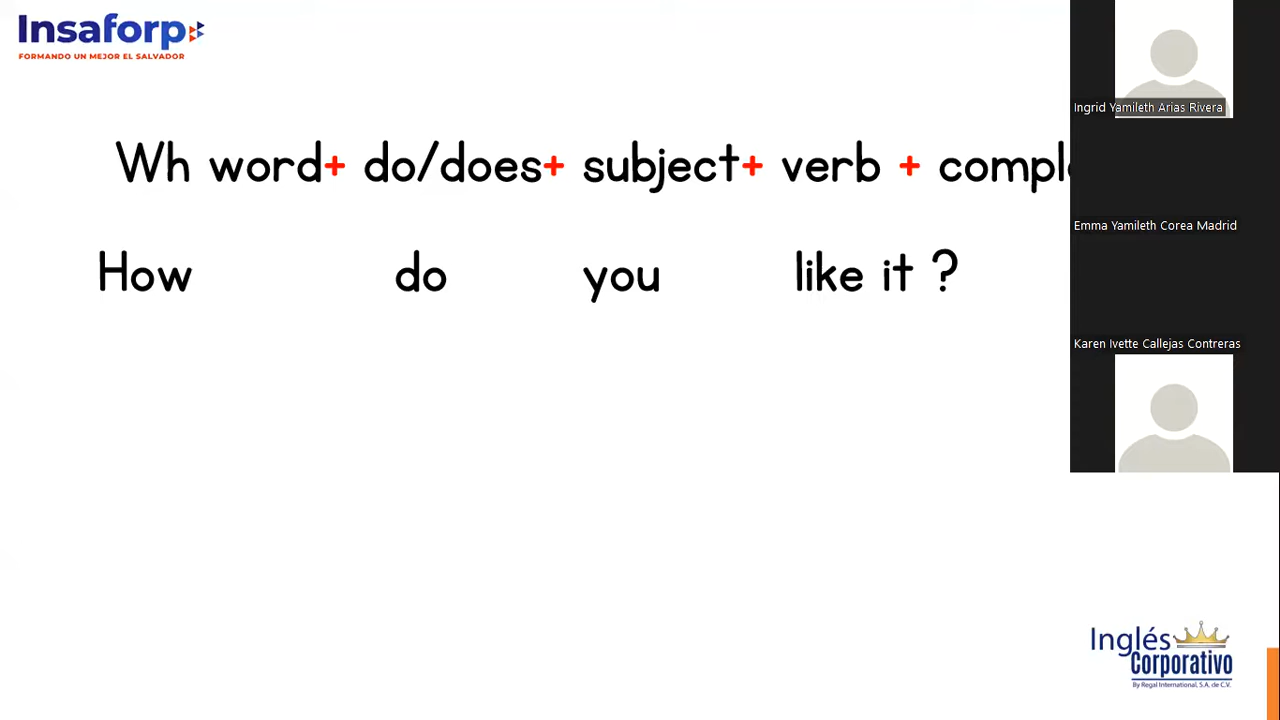 Insaforp
FORMANDO UN MEJOR EL SALVADOR
Wh word+ do/does+ subject+ verb + comple
How do you like it ?
Ingrid Yamileth Arias Rivera
Emma Yamileth Corea Madrid
Karen Ivette Callejas Contreras
Inglés
Corporativo
By Regal International, S.A. de C.V.